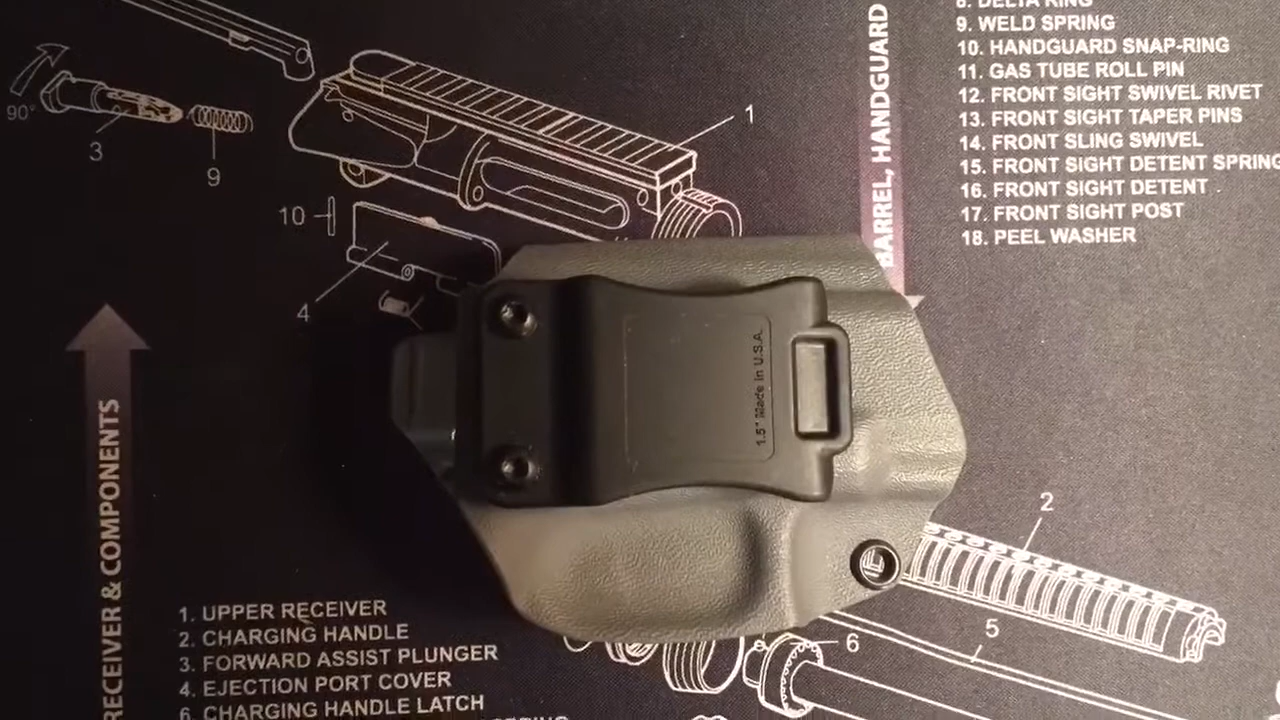 8. DELTA RING
9. WELD SPRING
10. HANDGUARD SNAP-RING
11. GAS TUBE ROLL PIN
12. FRONT SIGHT SWIVEL RIVET
13. FRONT SIGHT TAPER PINS
14. FRONT SLING SWIVEL
15. FRONT SIGHT DETENT SPRING
16. FRONT SIGHT DETENT
17. FRONT SIGHT POST
18. PEEL WASHER
BARREL, HANDGUARD
90°
3
9
1
10
4
1.5" Made in U.S.A.
2
5
6
RECEIVER & COMPONENTS
1. UPPER RECEIVER
2. CHARGING HANDLE
3. FORWARD ASSIST PLUNGER
4. EJECTION PORT COVER
6. CHARGING HANDLE LATCH